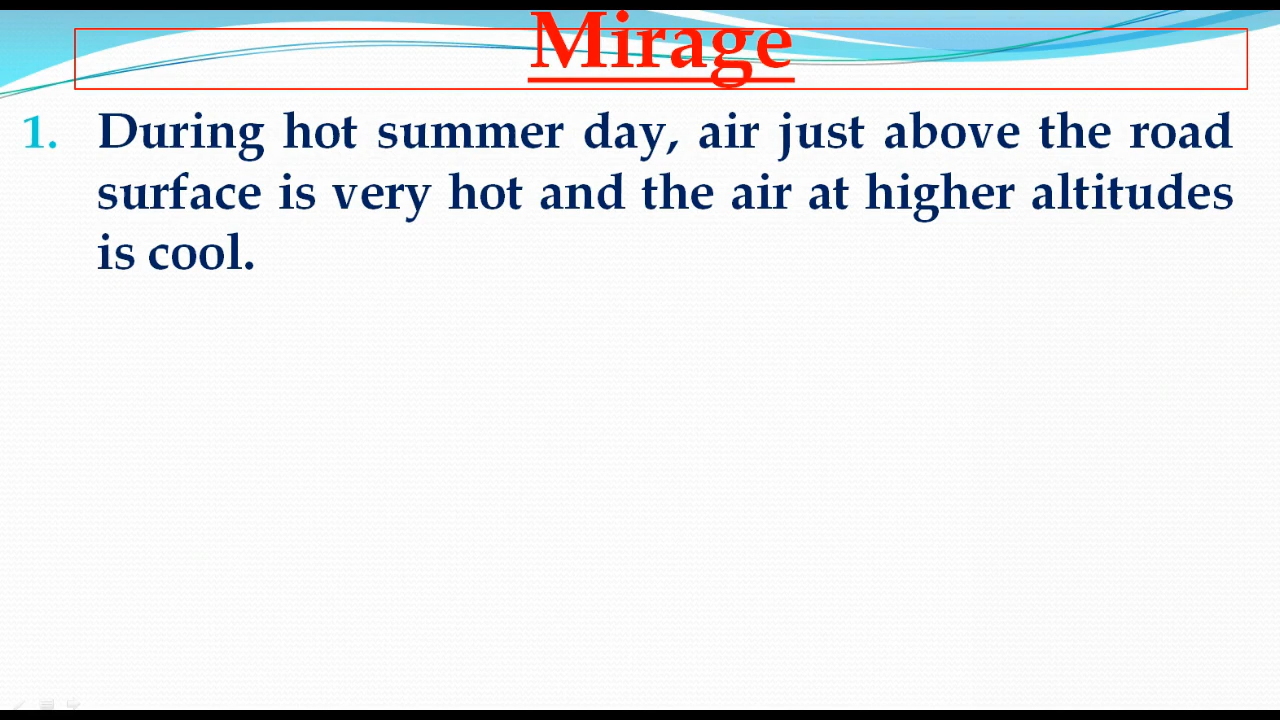 Mirage
1. During hot summer day, air just above the road
surface is very hot and the air at higher altitudes
is cool.